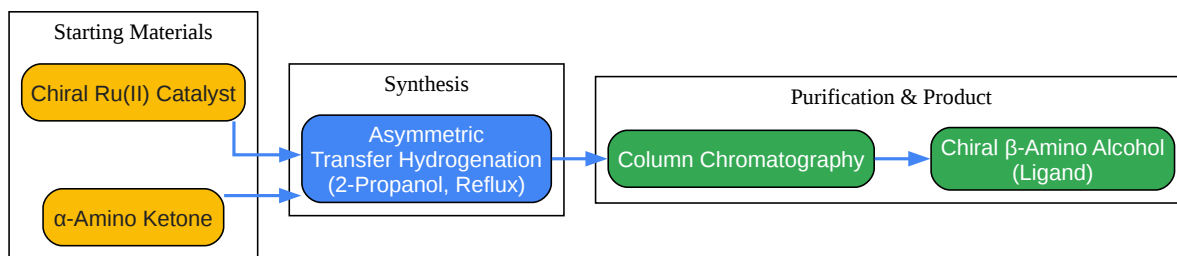 Starting Materials
Chiral Ru(II) Catalyst
α-Amino Ketone
Synthesis
Asymmetric
Transfer Hydrogenation
(2-Propanol, Reflux)
Purification & Product
Column Chromatography
Chiral β-Amino Alcohol
(Ligand)